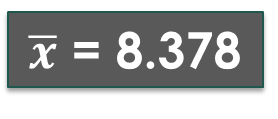 x̅ = 8.378